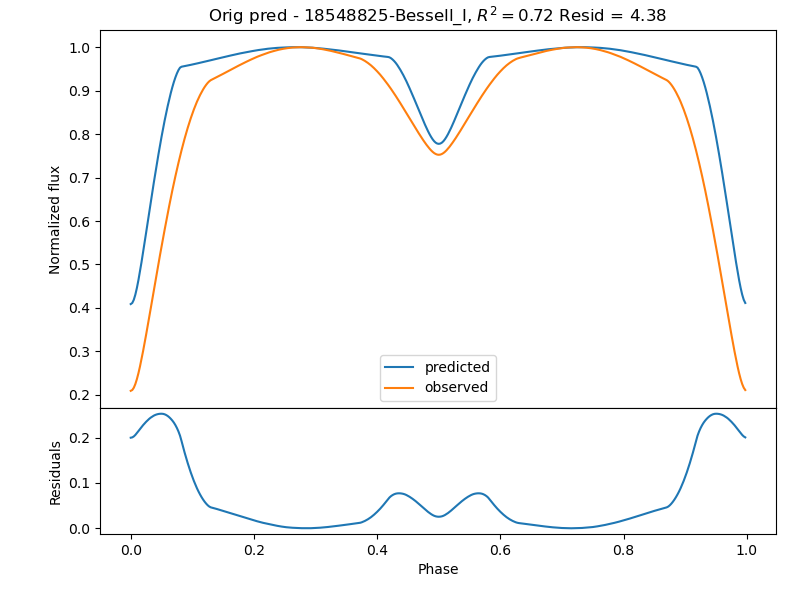 Orig pred - 18548825-Bessell_I, R² = 0.72 Resid = 4.38
Normalized flux
1.0
0.9
0.8
0.7
0.6
0.5
0.4
0.3
0.2
predicted
observed
Residuals
0.2
0.1
0.0
0.0 0.2 0.4 0.6 0.8 1.0
Phase